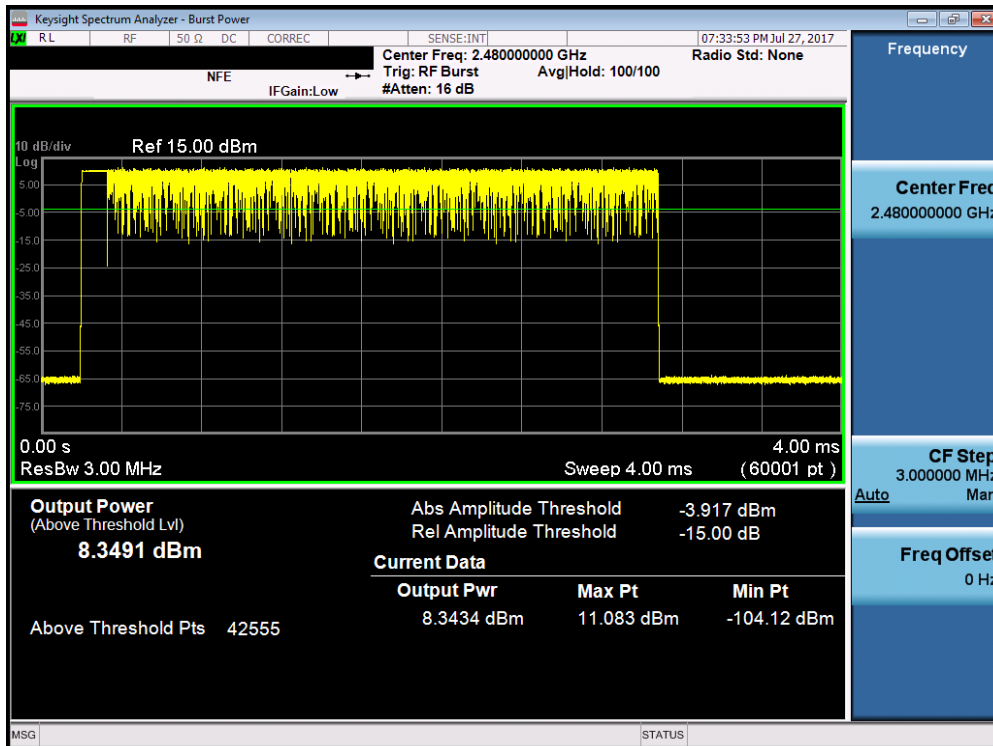 Keysight Spectrum Analyzer - Burst Power
LXI RL RF 50 Ω DC CORREC SENSE:INT 07:33:53 PM Jul 27, 2017
Center Freq: 2.480000000 GHz Radio Std: None
NFE Trig: RF Burst Avg|Hold: 100/100
IFGain:Low #Atten: 16 dB
10 dB/div Ref 15.00 dBm
Log
5.00
-5.00
-15.0
-25.0
-35.0
-45.0
-55.0
-65.0
-75.0
0.00 s 4.00 ms
ResBw 3.00 MHz Sweep 4.00 ms (60001 pt )
Output Power
(Above Threshold Lvl)
8.3491 dBm
Above Threshold Pts 42555
Abs Amplitude Threshold -3.917 dBm
Rel Amplitude Threshold -15.00 dB
Current Data
Output Pwr Max Pt Min Pt
8.3434 dBm 11.083 dBm -104.12 dBm
Frequency
Center Freq
2.480000000 GHz
CF Step
3.000000 MHz
Auto Man
Freq Offset
0 Hz
MSG STATUS